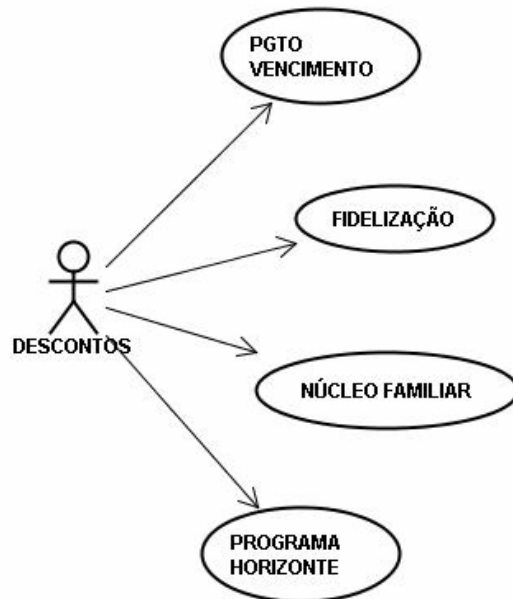 PGTO
VENCIMENTO
FIDELIZAÇÃO
DESCONTOS
NÚCLEO FAMILIAR
PROGRAMA
HORIZONTE